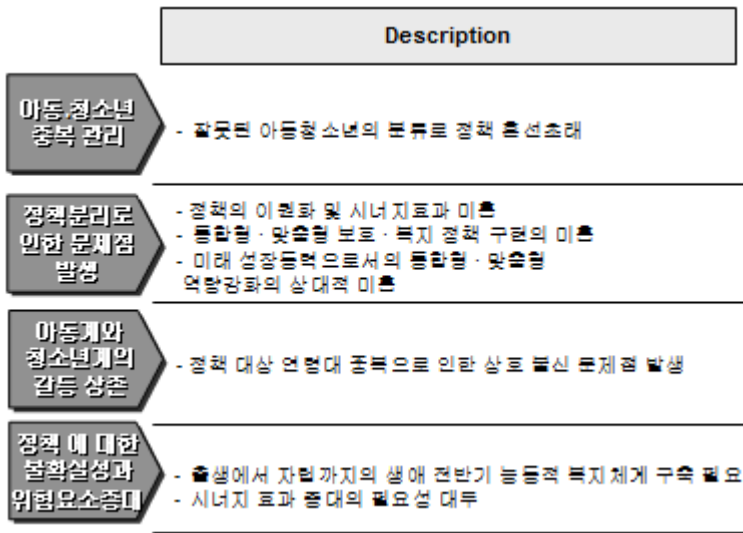 Description
아동.청소년
중복 관리
- 잘못된 아동청소년의 분류로 정책 혼선초래
정책분리로
인한 문제점
발생
- 정책의 이원화 및 시너지효과 미흡
- 통합형 · 맞춤형 보호 · 복지 정책 구현의 미흡
- 미래 성장동력으로서의 통합형 · 맞춤형
역량강화의 상대적 미흡
아동계와
청소년계의
갈등 상존
- 정책 대상 연령대 중복으로 인한 상호 불신 문제점 발생
정책 에 대한
불확실성과
위험요소증대
- 출생에서 자립까지의 생애 전반기 능동적 복지체계 구축 필요
- 시너지 효과 증대의 필요성 대두